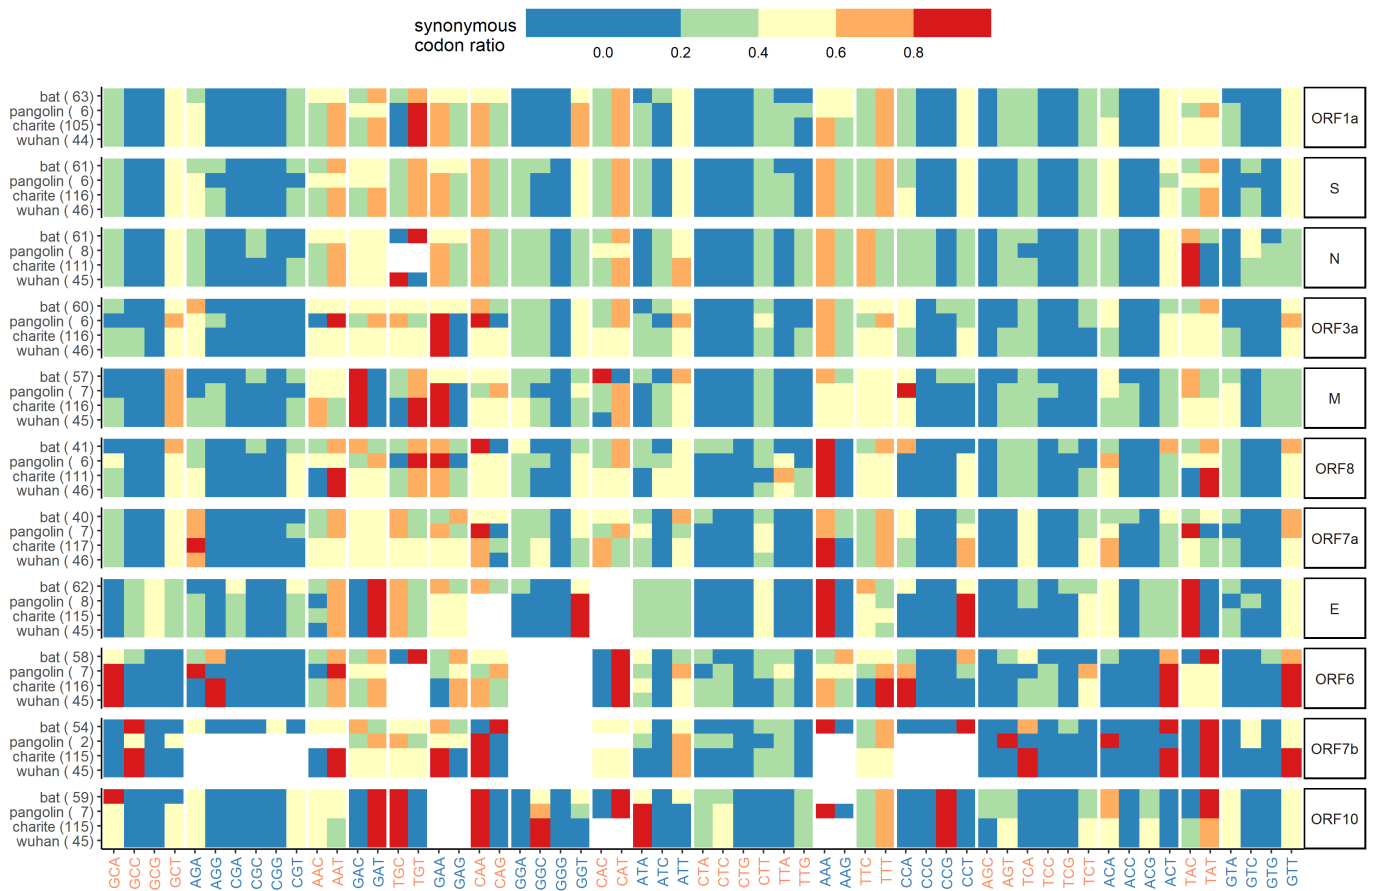 synonymous
codon ratio
0.0 0.2 0.4 0.6 0.8
bat ( 63)
pangolin ( 6)
charite (105)
wuhan ( 44)
ORF1a
bat ( 61)
pangolin ( 6)
charite (116)
wuhan ( 46)
S
bat ( 61)
pangolin ( 8)
charite (111)
wuhan ( 45)
N
bat ( 60)
pangolin ( 6)
charite (116)
wuhan ( 46)
ORF3a
bat ( 57)
pangolin ( 7)
charite (116)
wuhan ( 45)
M
bat ( 41)
pangolin ( 6)
charite (111)
wuhan ( 46)
ORF8
bat ( 40)
pangolin ( 7)
charite (117)
wuhan ( 46)
ORF7a
bat ( 62)
pangolin ( 8)
charite (115)
wuhan ( 45)
E
bat ( 58)
pangolin ( 7)
charite (116)
wuhan ( 45)
ORF6
bat ( 54)
pangolin ( 2)
charite (115)
wuhan ( 45)
ORF7b
bat ( 59)
pangolin ( 7)
charite (115)
wuhan ( 45)
ORF10
GCA GCC GCG GCT AGA AGG CGA CGC CGG CGT AAC AAT GAC GAT TGC TGT GAA GAG CAA CAG GGA GGC GGG GGT CAC CAT ATA ATC ATT CTA CTC CTG CTT TTA TTG AAA AAG TTC TTT CCA CCC CCG CCT AGC AGT TCA TCC TCG TCT ACA ACC ACG ACT TAC TAT GTA GTC GTG GTT